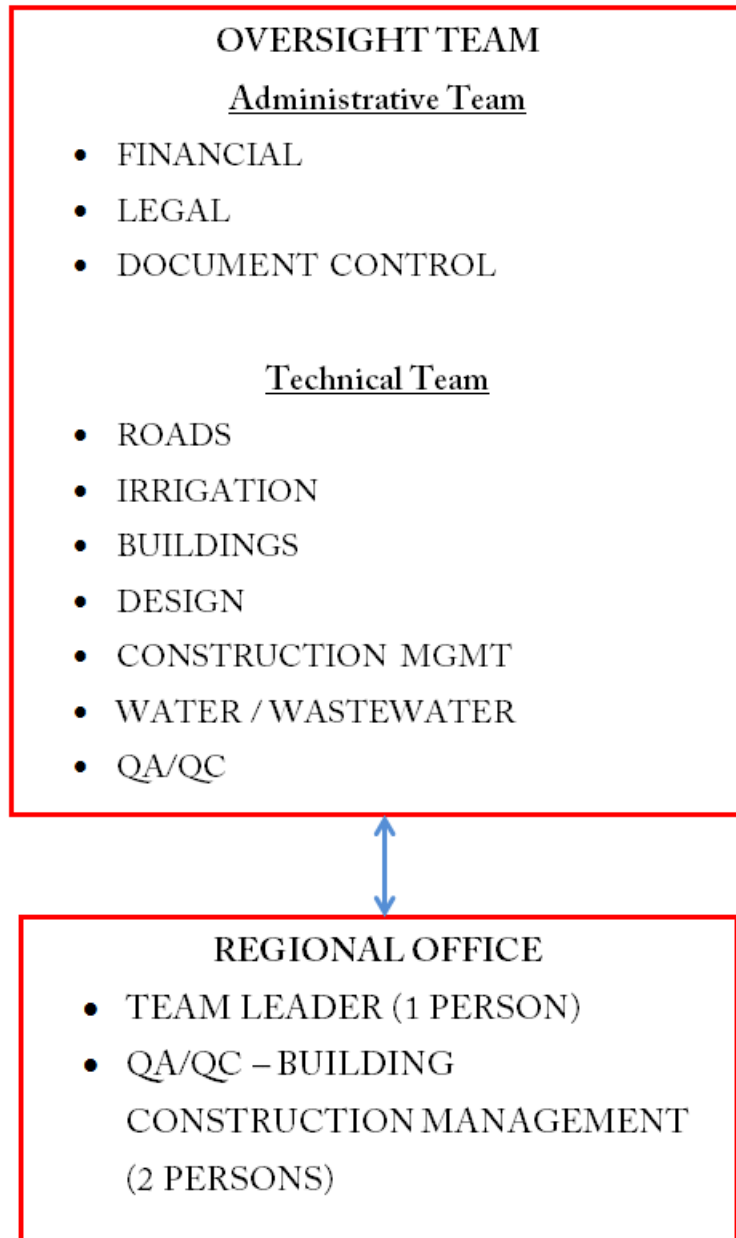 OVERSIGHT TEAM
Administrative Team
• FINANCIAL
• LEGAL
• DOCUMENT CONTROL
Technical Team
• ROADS
• IRRIGATION
• BUILDINGS
• DESIGN
• CONSTRUCTION MGMT
• WATER / WASTEWATER
• QA/QC
REGIONAL OFFICE
• TEAM LEADER (1 PERSON)
• QA/QC – BUILDING
CONSTRUCTION MANAGEMENT
(2 PERSONS)